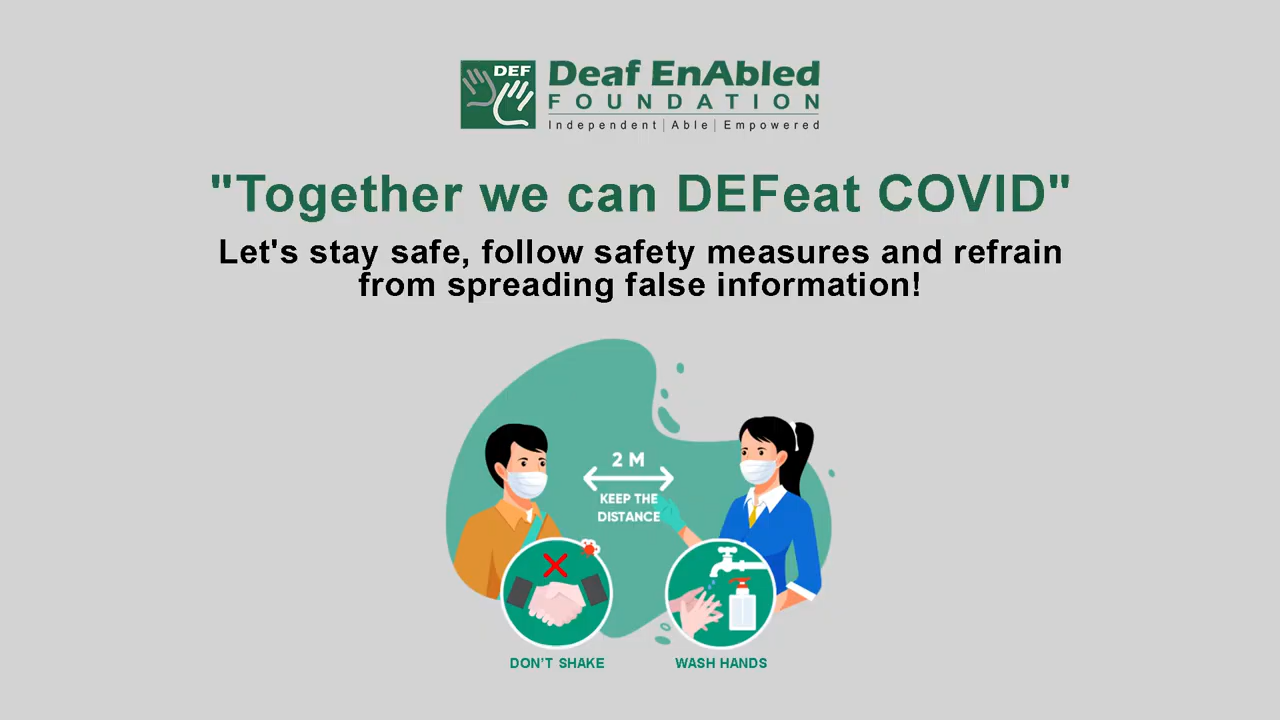 DEF
Deaf EnAbled
FOUNDATION
Independent | Able | Empowered
"Together we can DEFeat COVID"
Let's stay safe, follow safety measures and refrain
from spreading false information!
2 M
KEEP THE
DISTANCE
DON'T SHAKE
WASH HANDS